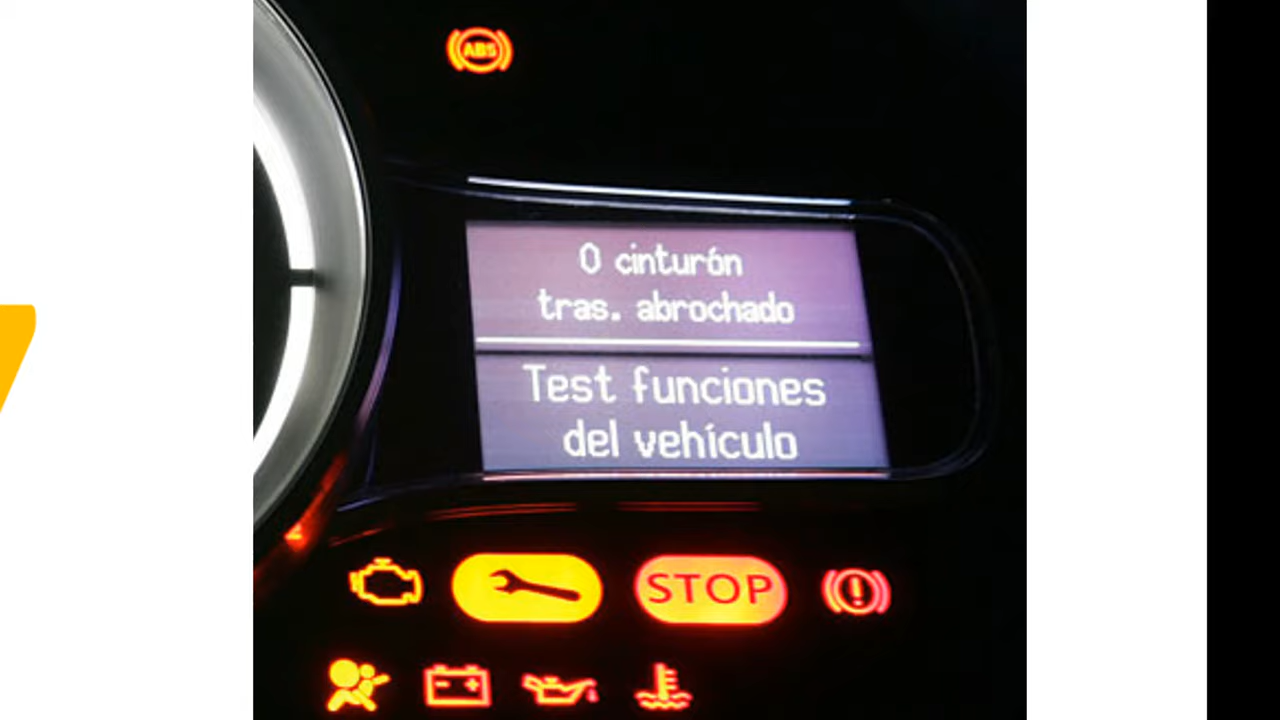 ABS
0 cinturón
tras. abrochado
Test funciones
del vehículo
STOP